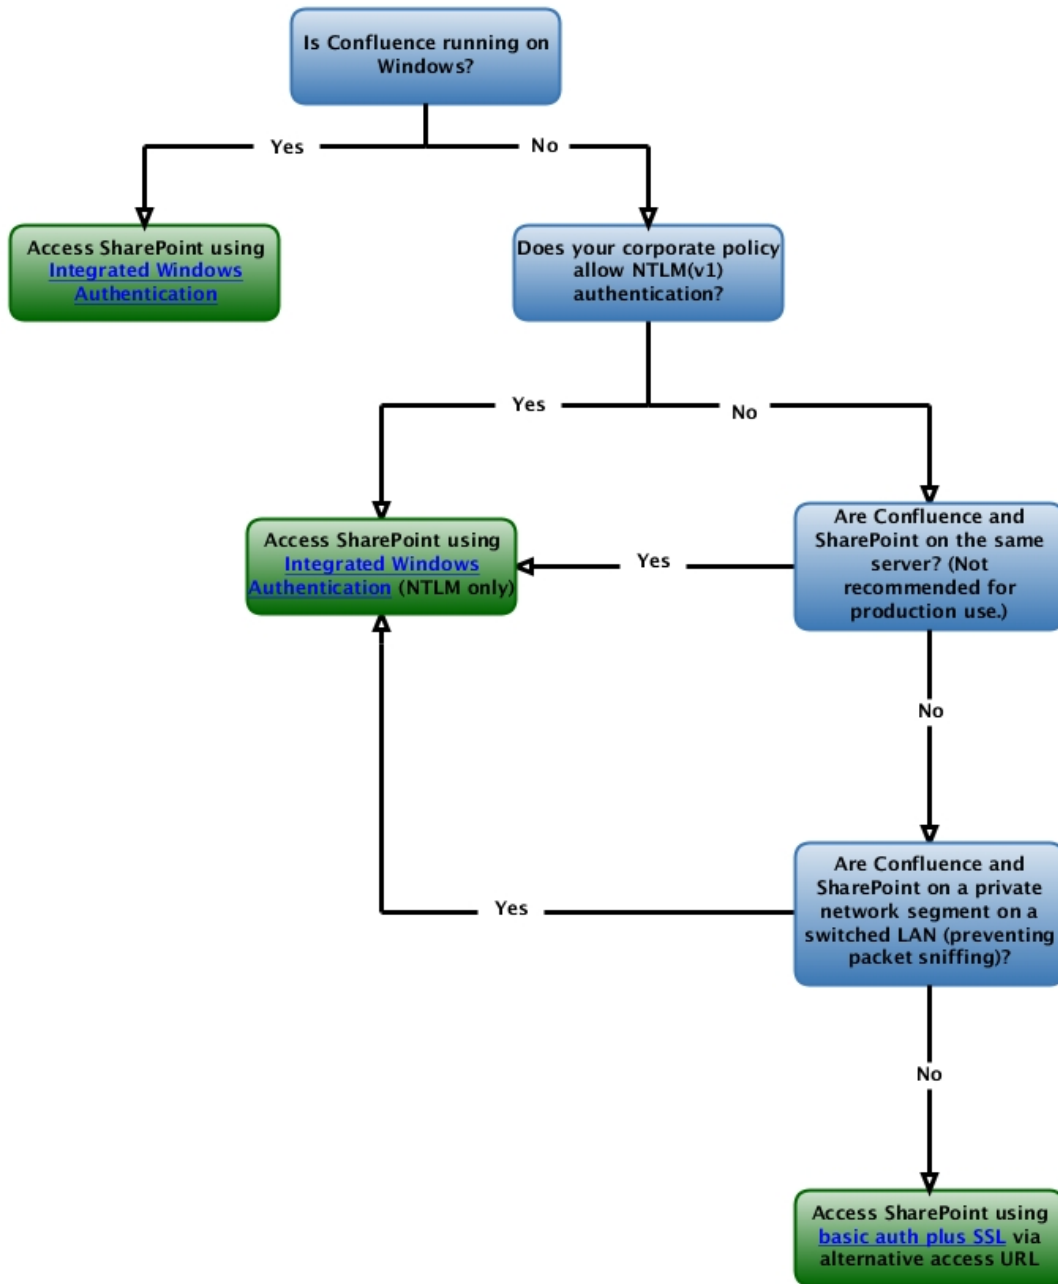 Is Confluence running on
Windows?
Yes
No
Access SharePoint using
Integrated Windows
Authentication
Does your corporate policy
allow NTLM(v1)
authentication?
Yes
No
Access SharePoint using
Integrated Windows
Authentication (NTLM only)
Yes
Are Confluence and
SharePoint on the same
server? (Not
recommended for
production use.)
No
Are Confluence and
SharePoint on a private
network segment on a
switched LAN (preventing
packet sniffing)?
Yes
No
Access SharePoint using
basic auth plus SSL via
alternative access URL